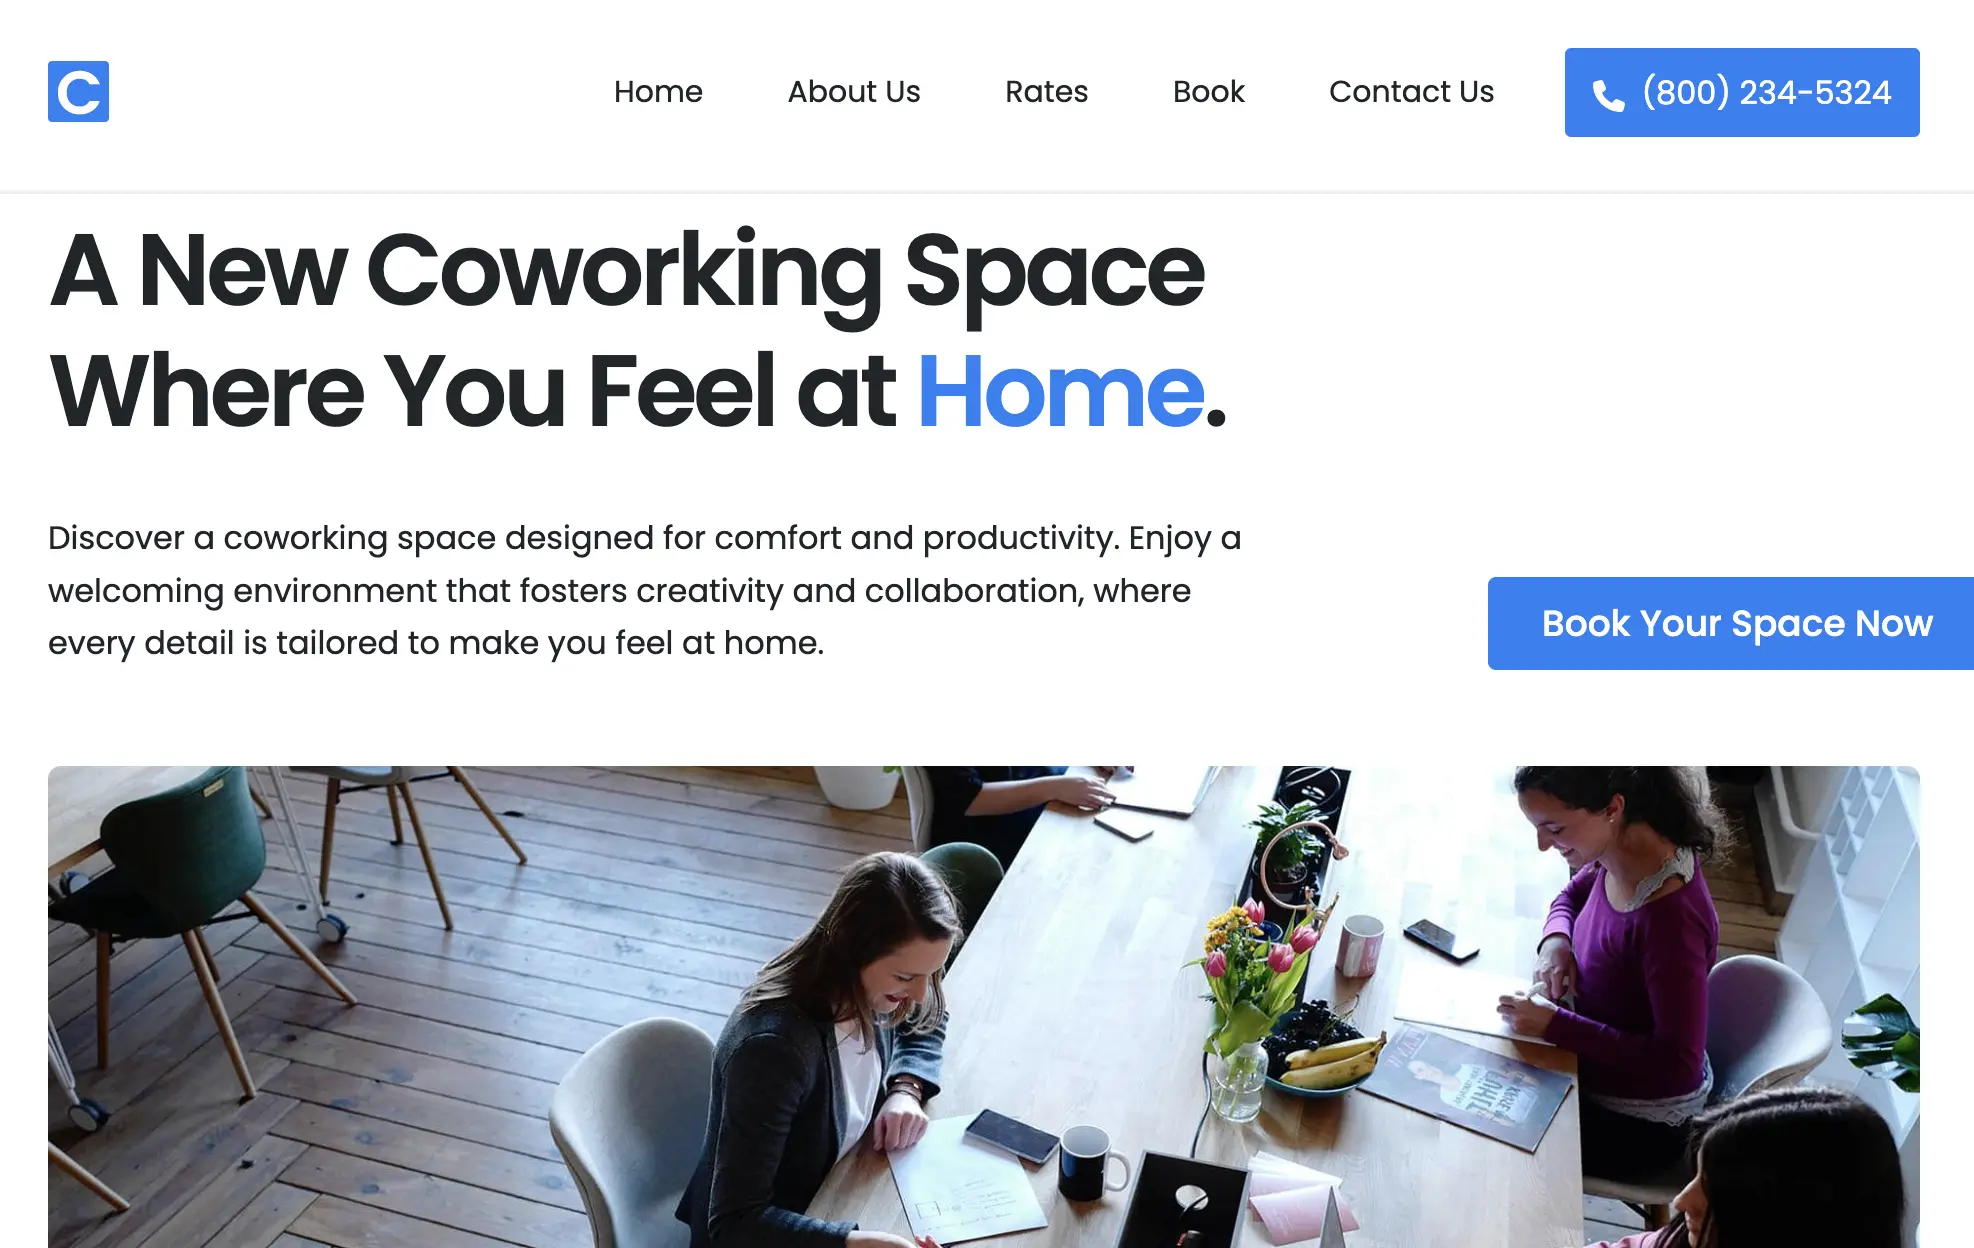 C
Home
About Us
Rates
Book
Contact Us
(800) 234-5324
A New Coworking Space
Where You Feel at Home.
Discover a coworking space designed for comfort and productivity. Enjoy a
welcoming environment that fosters creativity and collaboration, where
every detail is tailored to make you feel at home.
Book Your Space Now